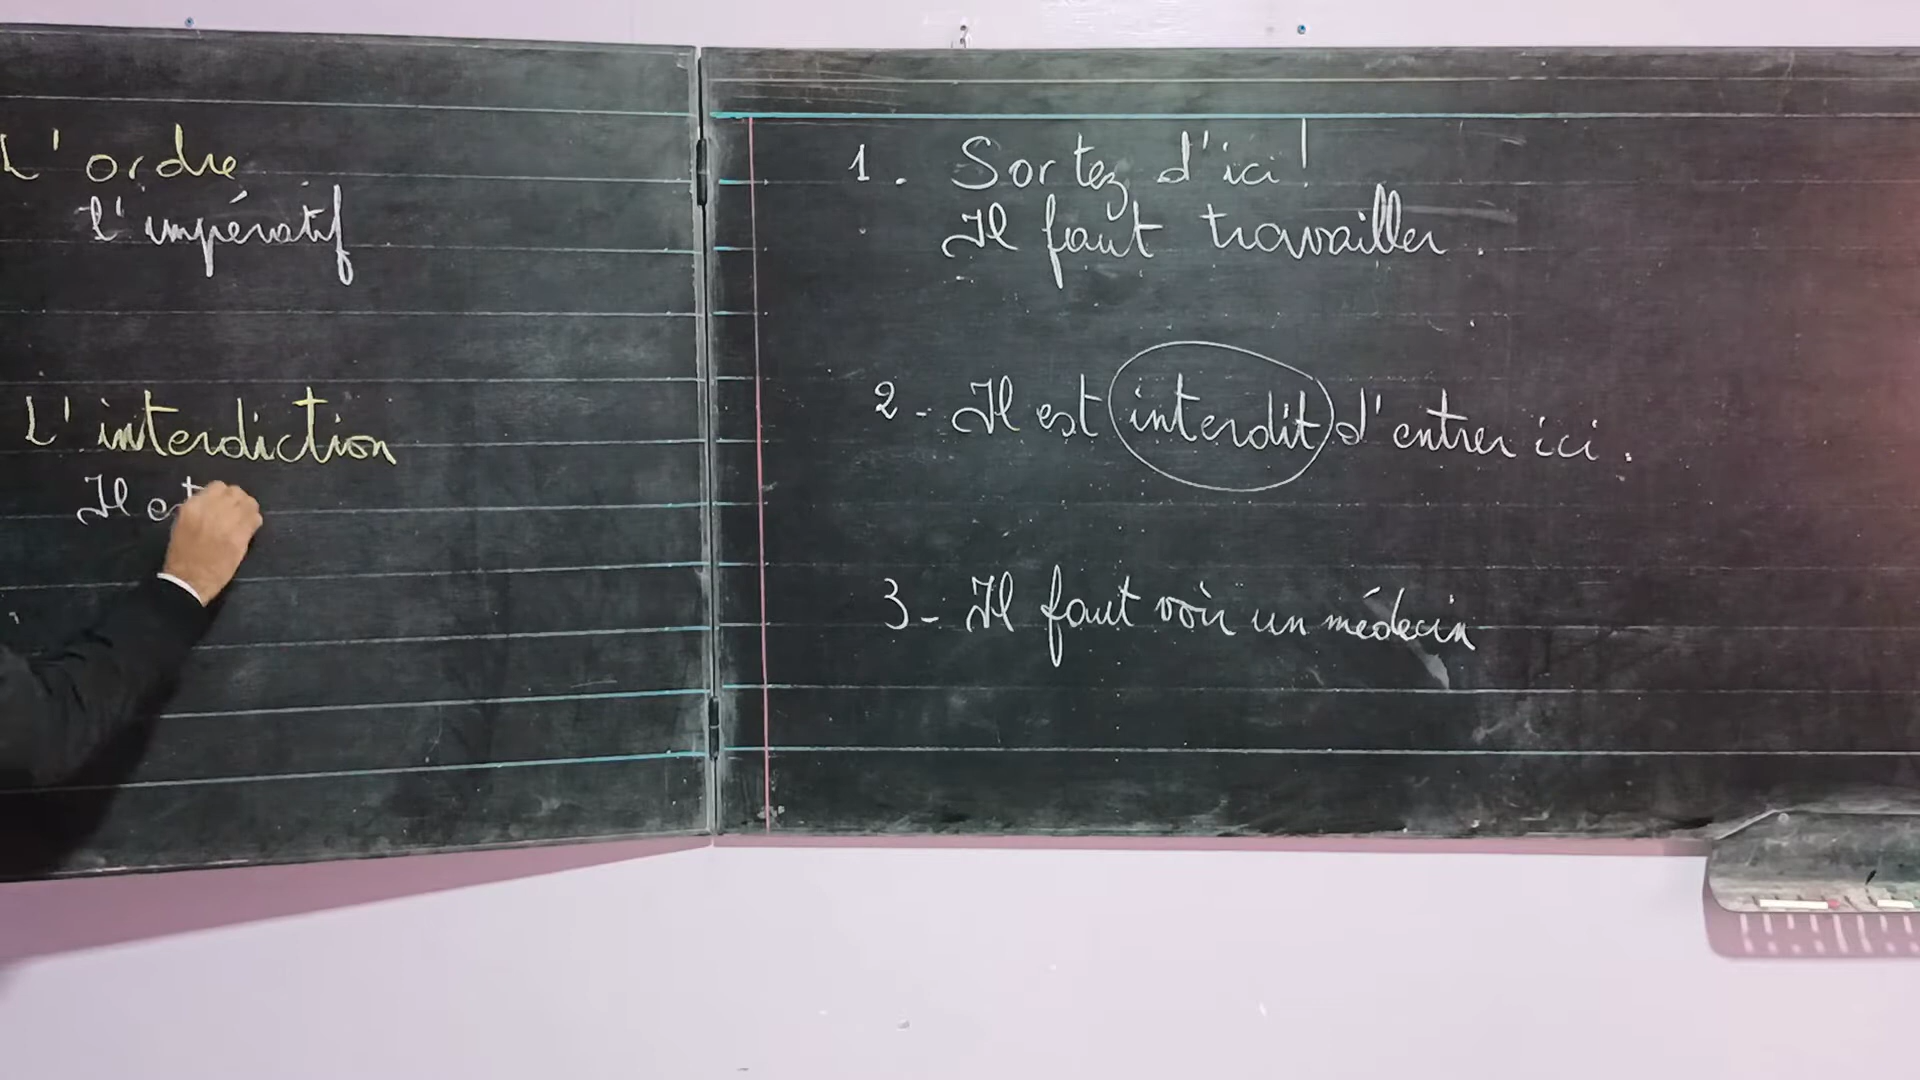 L'ordre
L'impératif
L'interdiction
Il est
1. Sortez d'ici !
Il faut travailler.
2- Il est interdit d'entrer ici.
3- Il faut voir un médecin